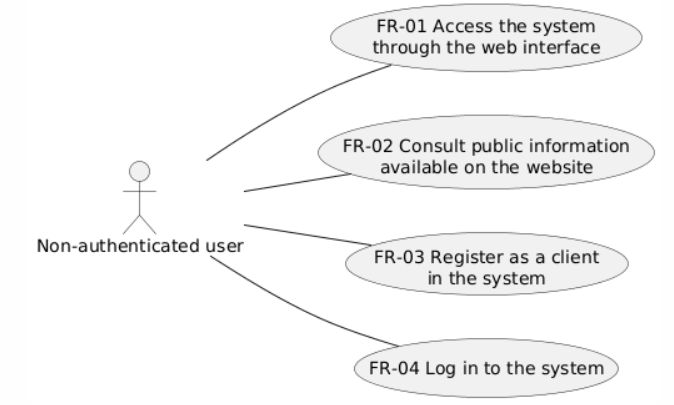 FR-01 Access the system
through the web interface
FR-02 Consult public information
available on the website
Non-authenticated user
FR-03 Register as a client
in the system
FR-04 Log in to the system